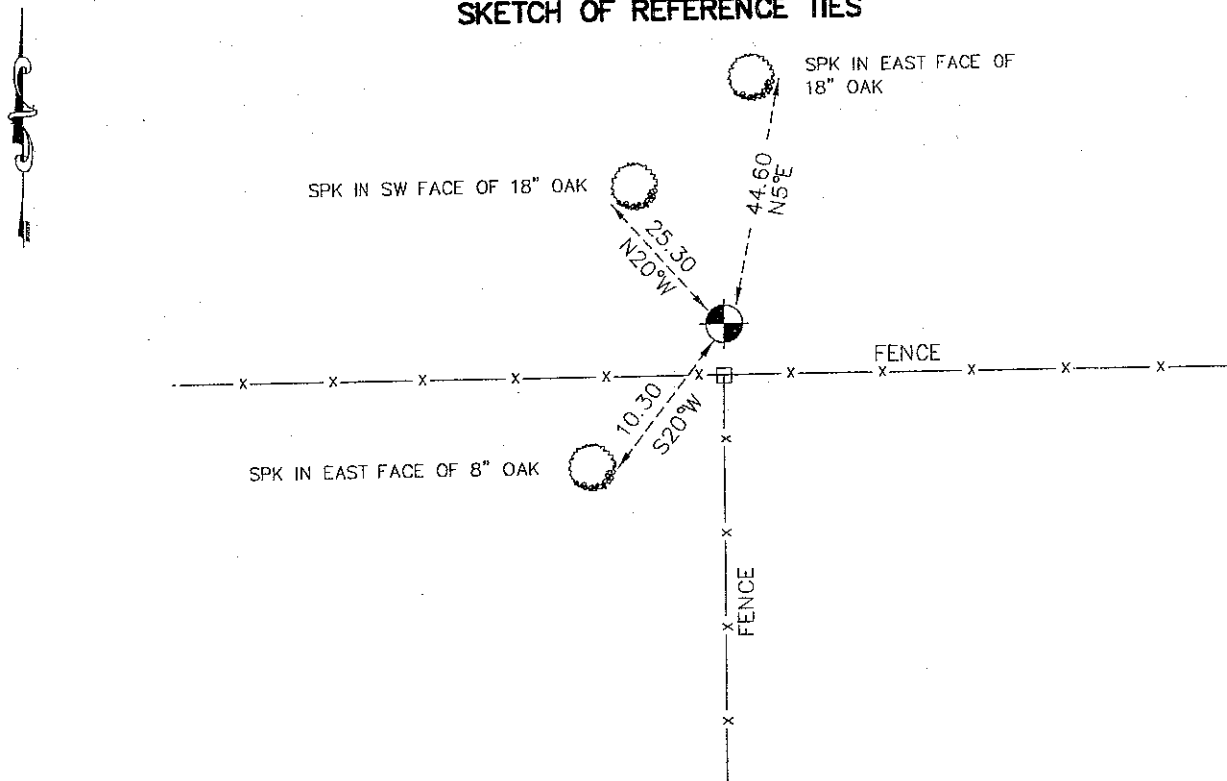 SKETCH OF REFERENCE TIES
SPK IN EAST FACE OF
18" OAK
SPK IN SW FACE OF 18" OAK
44.60
N5°E
25.30
N20°W
FENCE
10.30
S20°W
SPK IN EAST FACE OF 8" OAK
FENCE